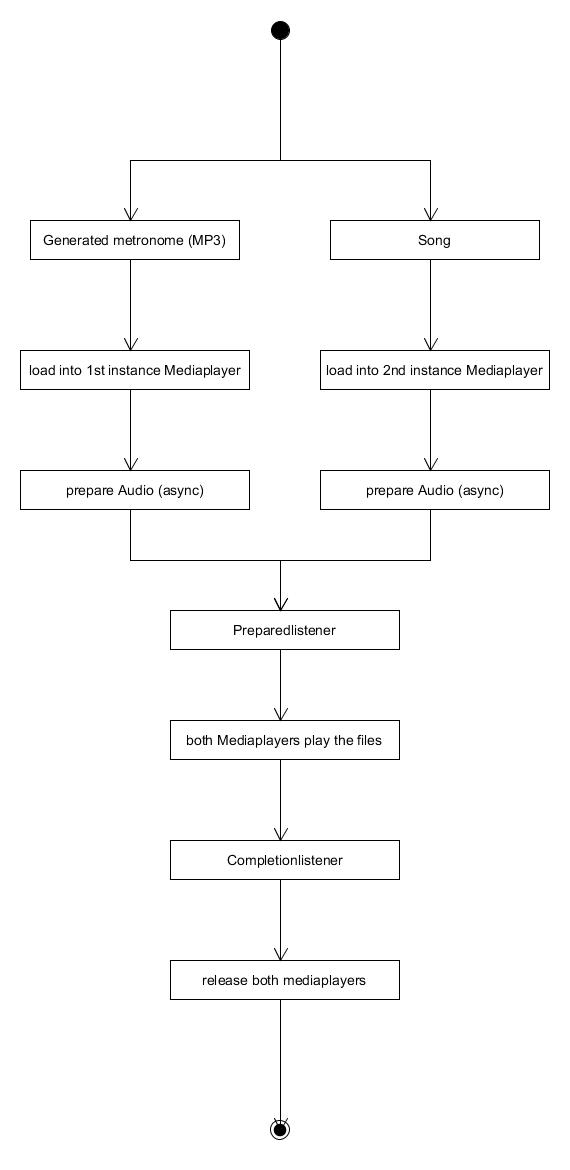 Generated metronome (MP3)
Song
load into 1st instance Mediaplayer
load into 2nd instance Mediaplayer
prepare Audio (async)
prepare Audio (async)
Preparedlistener
both Mediaplayers play the files
Completionlistener
release both mediaplayers